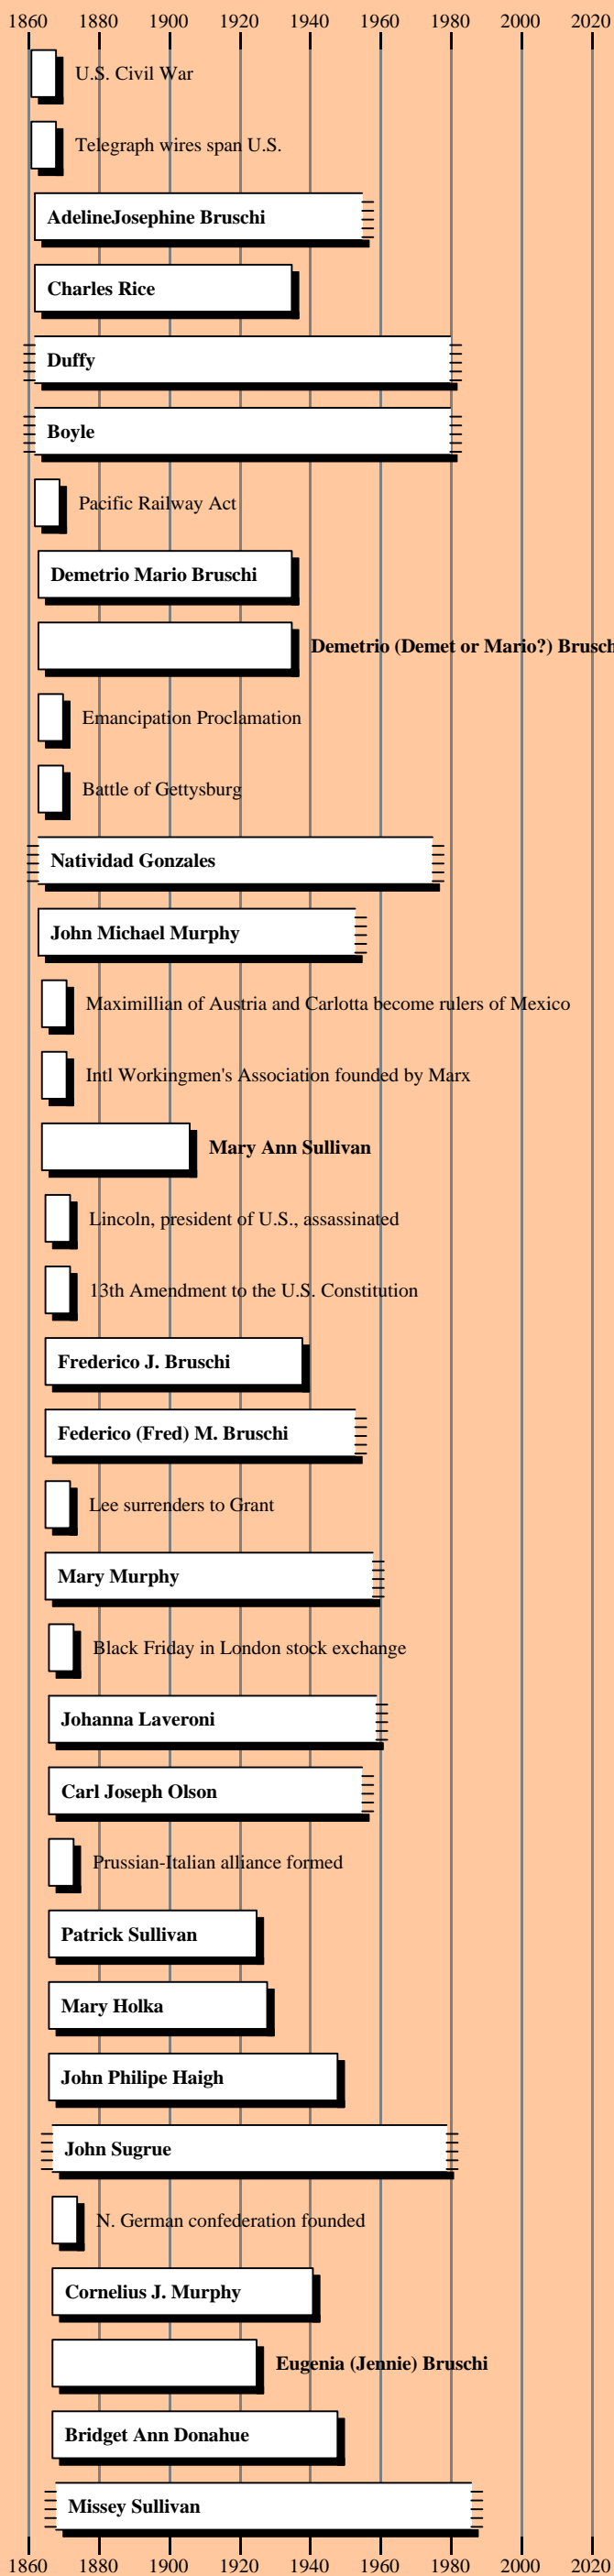 1860 1880 1900 1920 1940 1960 1980 2000 2020
U.S. Civil War
Telegraph wires span U.S.
AdelineJosephine Bruschi
Charles Rice
Duffy
Boyle
Pacific Railway Act
Demetrio Mario Bruschi
Demetrio (Demet or Mario?) Brusch
Emancipation Proclamation
Battle of Gettysburg
Natividad Gonzales
John Michael Murphy
Maximillian of Austria and Carlotta become rulers of Mexico
Intl Workingmen's Association founded by Marx
Mary Ann Sullivan
Lincoln, president of U.S., assassinated
13th Amendment to the U.S. Constitution
Frederico J. Bruschi
Federico (Fred) M. Bruschi
Lee surrenders to Grant
Mary Murphy
Black Friday in London stock exchange
Johanna Laveroni
Carl Joseph Olson
Prussian-Italian alliance formed
Patrick Sullivan
Mary Holka
John Philipe Haigh
John Sugrue
N. German confederation founded
Cornelius J. Murphy
Eugenia (Jennie) Bruschi
Bridget Ann Donahue
Missey Sullivan
1860 1880 1900 1920 1940 1960 1980 2000 2020